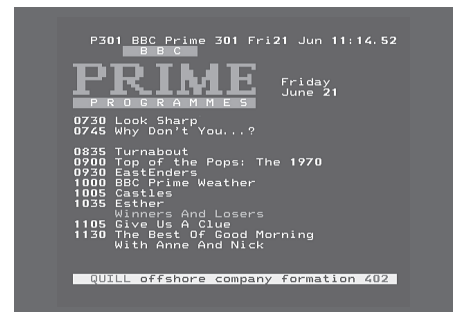 P301 BBC Prime 301 Fri21 Jun 11:14.52
BBC
PRIME
Friday
June 21
PROGRAMMES
0730 Look Sharp
0745 Why Don't You...?
0835 Turnabout
0900 Top of the Pops: The 1970
0930 EastEnders
1000 BBC Prime Weather
1005 Castles
1035 Esther
Winners And Losers
1105 Give Us A Clue
1130 The Best Of Good Morning
With Anne And Nick
QUILL offshore company formation 402